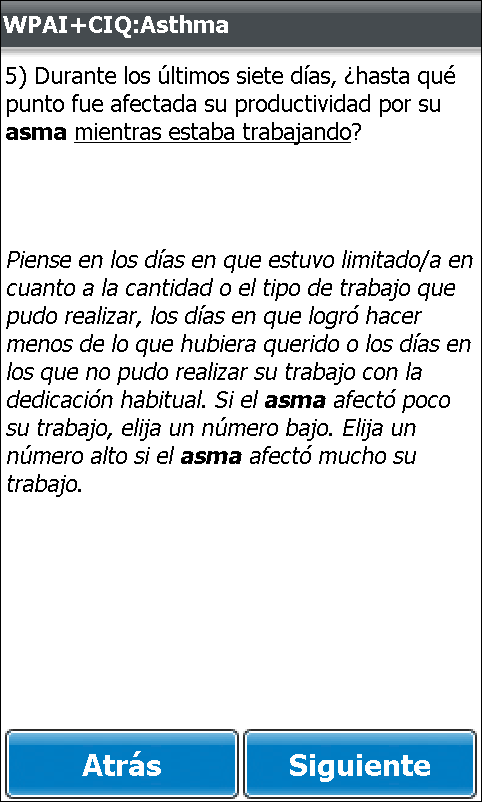 WPAI+CIQ:Asthma
5) Durante los últimos siete días, ¿hasta qué
punto fue afectada su productividad por su
asma mientras estaba trabajando?
Piense en los días en que estuvo limitado/a en
cuanto a la cantidad o el tipo de trabajo que
pudo realizar, los días en que logró hacer
menos de lo que hubiera querido o los días en
los que no pudo realizar su trabajo con la
dedicación habitual. Si el asma afectó poco
su trabajo, elija un número bajo. Elija un
número alto si el asma afectó mucho su
trabajo.
Atrás
Siguiente